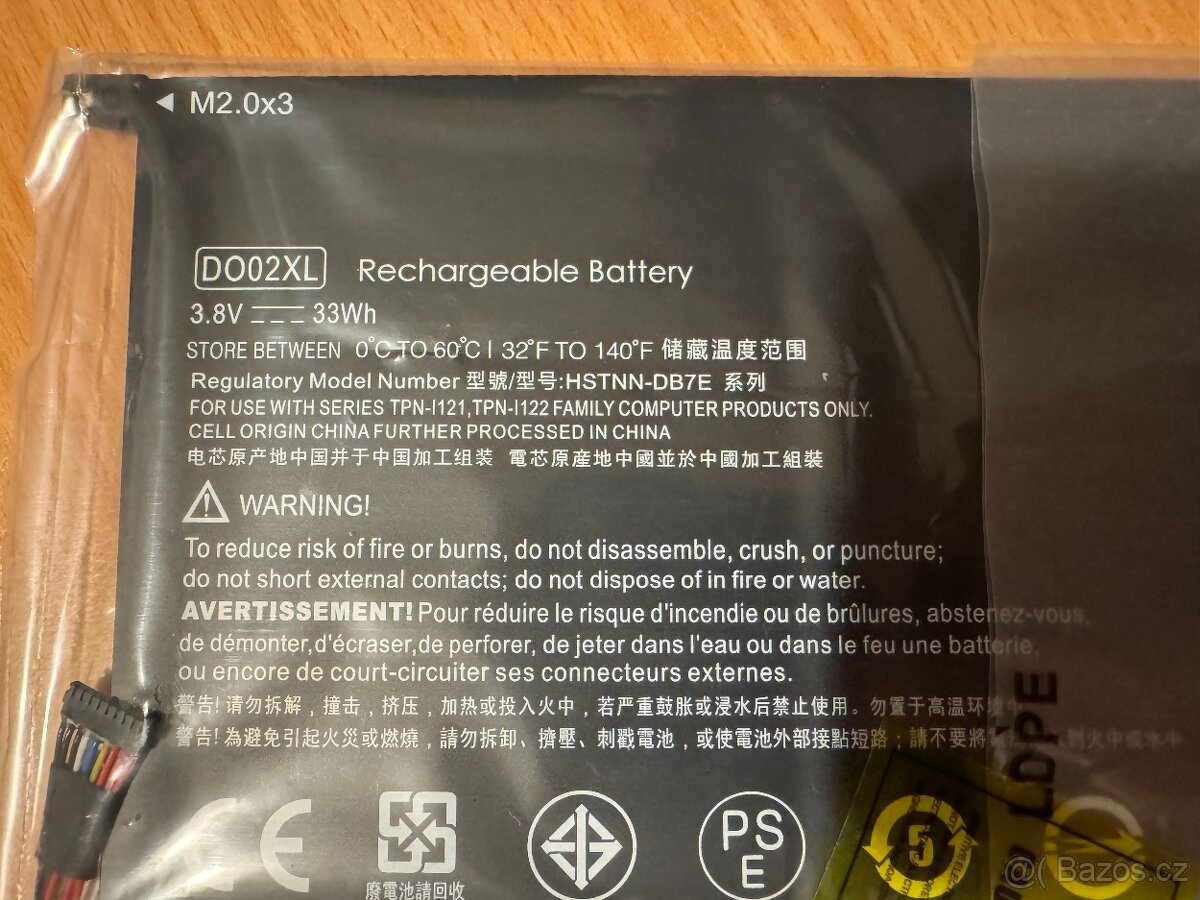 ◄ M2.0x3
DO02XL Rechargeable Battery
3.8V ⎓ 33Wh
STORE BETWEEN 0°C TO 60°C | 32°F TO 140°F 储藏温度范围
Regulatory Model Number 型號/型号:HSTNN-DB7E 系列
FOR USE WITH SERIES TPN-I121,TPN-I122 FAMILY COMPUTER PRODUCTS ONLY.
CELL ORIGIN CHINA FURTHER PROCESSED IN CHINA
电芯原产地中国并于中国加工组装 電芯原產地中國並於中國加工組裝
WARNING!
To reduce risk of fire or burns, do not disassemble, crush, or puncture;
do not short external contacts; do not dispose of in fire or water.
AVERTISSEMENT! Pour réduire le risque d'incendie ou de brûlures, abstenez-vous,
de démonter,d'écraser,de perforer, de jeter dans l'eau ou dans le feu une batterie,
ou encore de court-circuiter ses connecteurs externes.
警告! 请勿拆解，撞击，挤压，加热或投入火中，若严重鼓胀或浸水后禁止使用。勿置于高温环境中
警告! 為避免引起火災或燃燒，請勿拆卸、擠壓、刺戳電池，或使電池外部接點短路；請不要將
CE
PS
E
廢電池請回收
LDPE
@( Bazos.cz